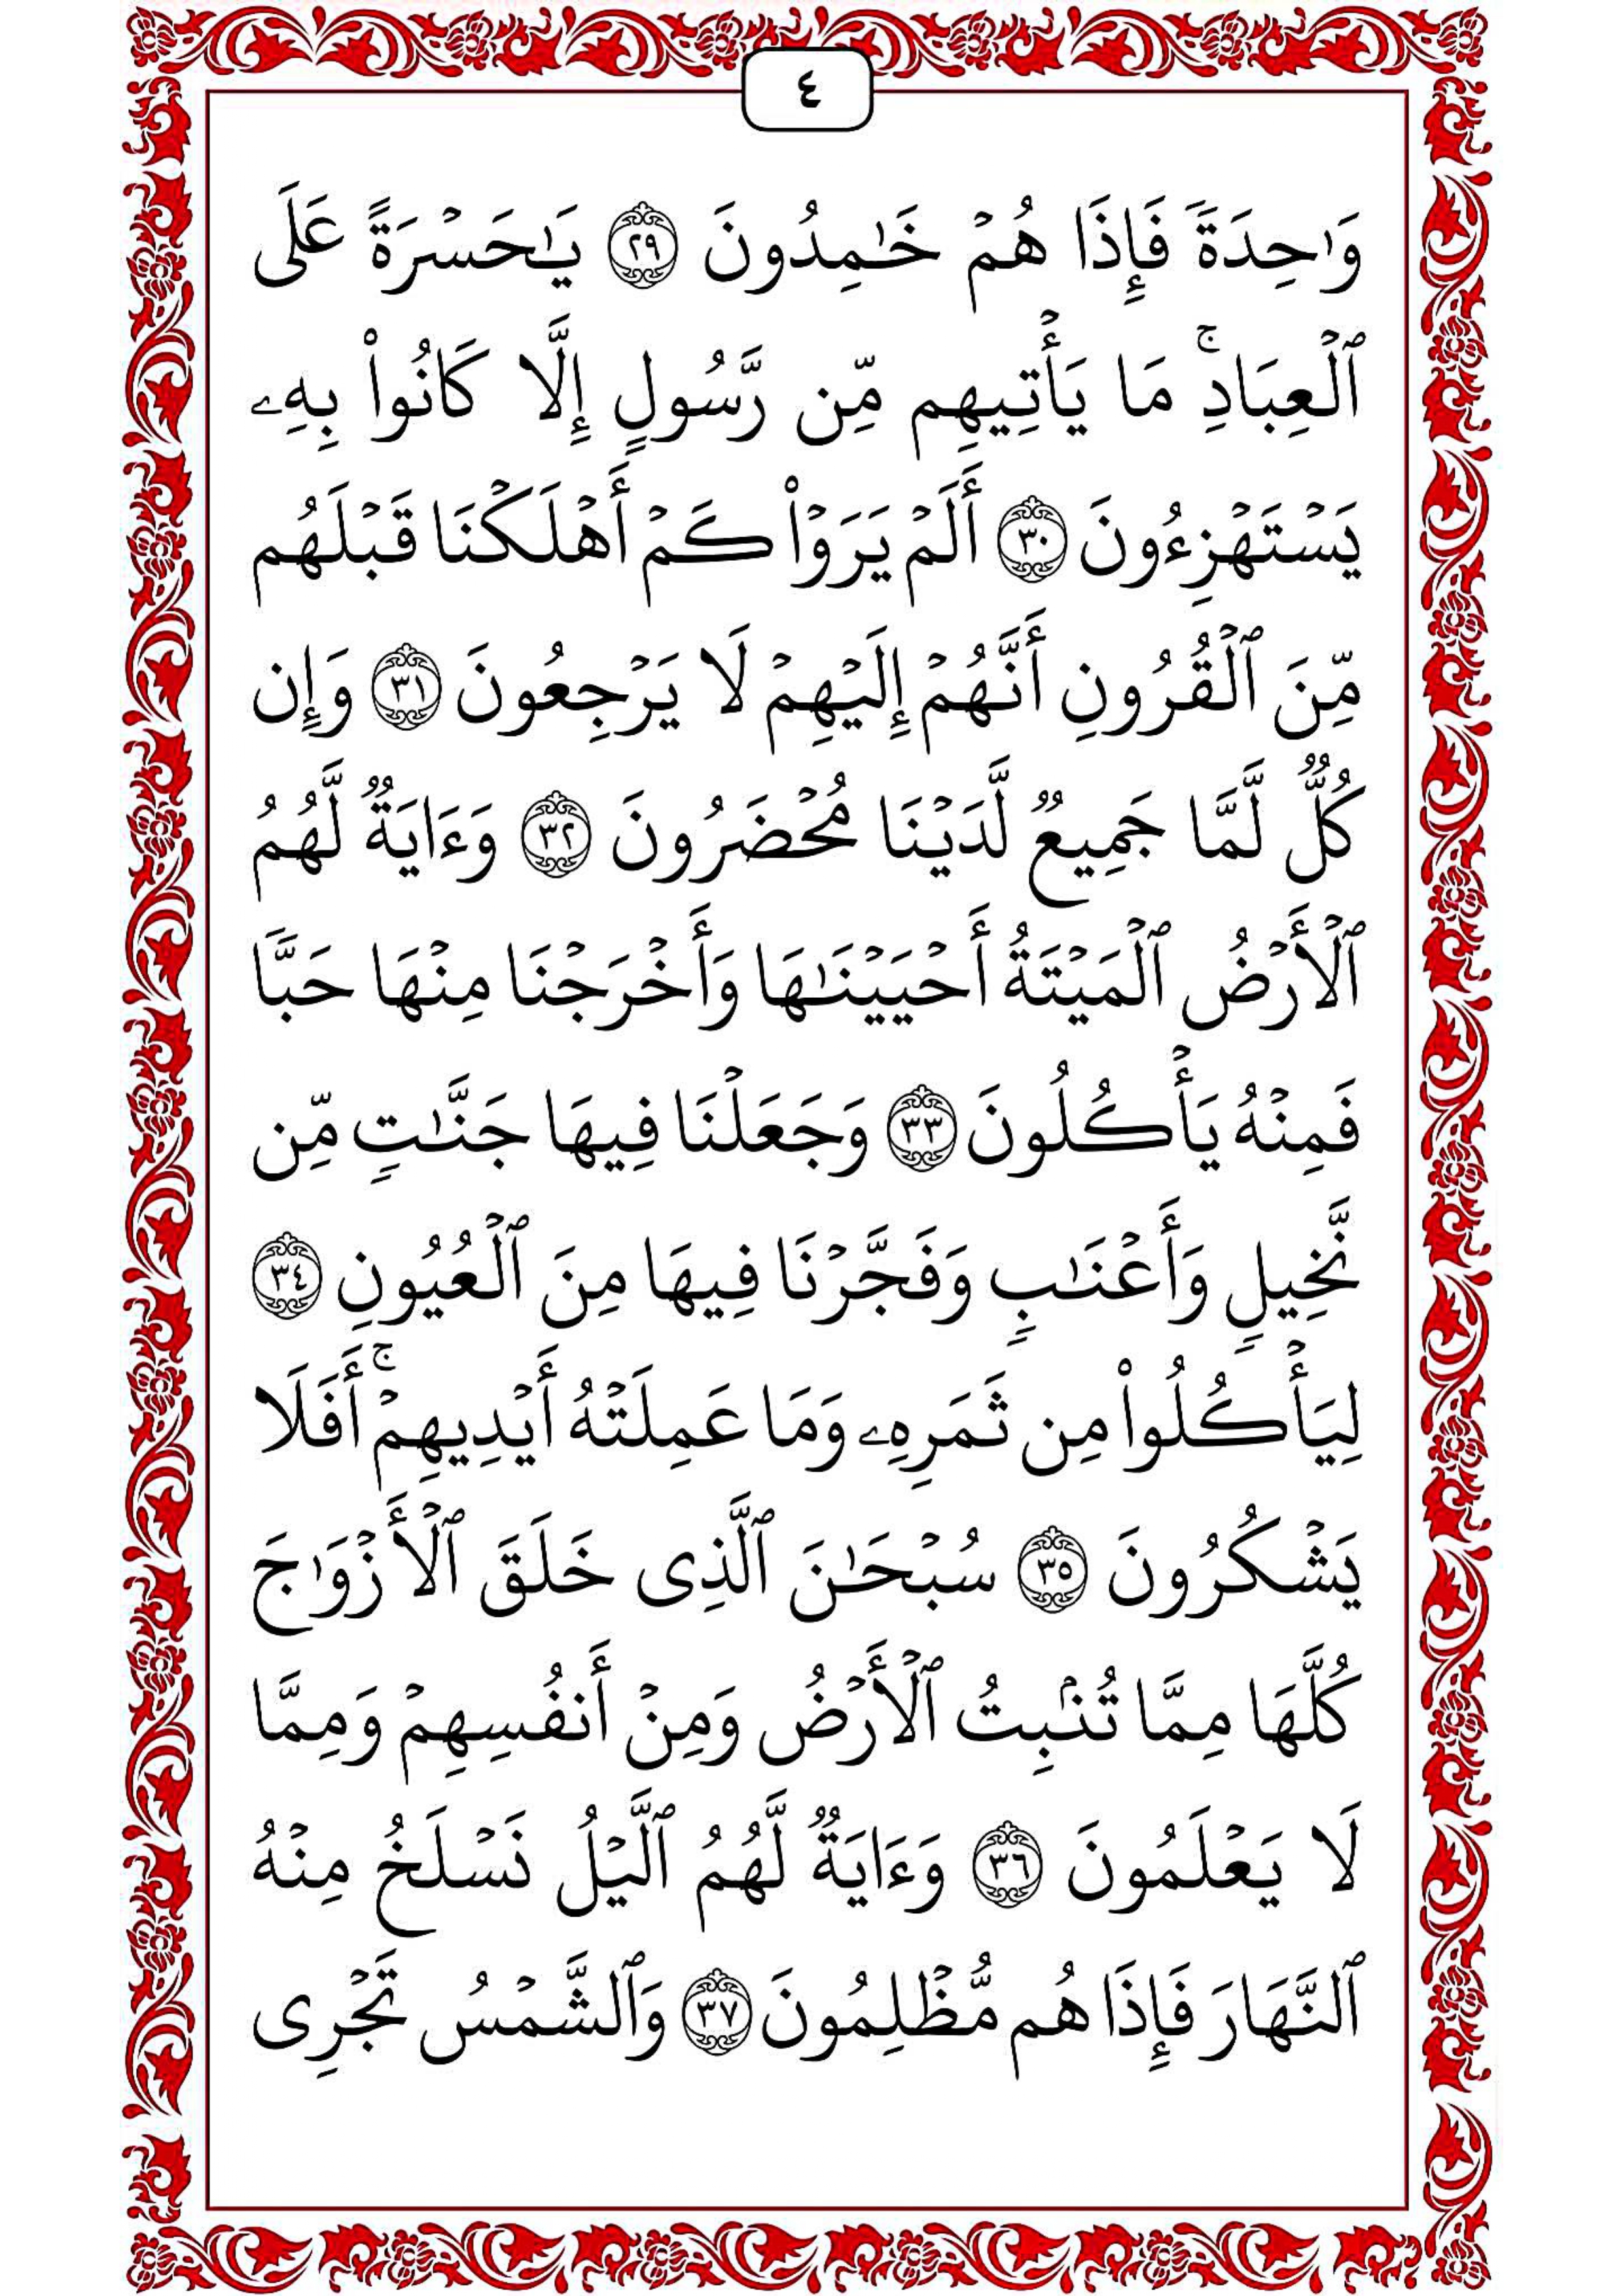 ٤
وَٰحِدَةٗ فَإِذَا هُمۡ خَٰمِدُونَ ٢٩ يَٰحَسۡرَةً عَلَى
ٱلۡعِبَادِۚ مَا يَأۡتِيهِم مِّن رَّسُولٍ إِلَّا كَانُواْ بِهِۦ
يَسۡتَهۡزِءُونَ ٣٠ أَلَمۡ يَرَوۡاْ كَمۡ أَهۡلَكۡنَا قَبۡلَهُم
مِّنَ ٱلۡقُرُونِ أَنَّهُمۡ إِلَيۡهِمۡ لَا يَرۡجِعُونَ ٣١ وَإِن
كُلّٞ لَّمَّا جَمِيعٞ لَّدَيۡنَا مُحۡضَرُونَ ٣٢ وَءَايَةٞ لَّهُمُ
ٱلۡأَرۡضُ ٱلۡمَيۡتَةُ أَحۡيَيۡنَٰهَا وَأَخۡرَجۡنَا مِنۡهَا حَبّٗا
فَمِنۡهُ يَأۡكُلُونَ ٣٣ وَجَعَلۡنَا فِيهَا جَنَّٰتٖ مِّن
نَّخِيلٖ وَأَعۡنَٰبٖ وَفَجَّرۡنَا فِيهَا مِنَ ٱلۡعُيُونِ ٣٤
لِيَأۡكُلُواْ مِن ثَمَرِهِۦ وَمَا عَمِلَتۡهُ أَيۡدِيهِمۡۚ أَفَلَا
يَشۡكُرُونَ ٣٥ سُبۡحَٰنَ ٱلَّذِي خَلَقَ ٱلۡأَزۡوَٰجَ
كُلَّهَا مِمَّا تُنۢبِتُ ٱلۡأَرۡضُ وَمِنۡ أَنفُسِهِمۡ وَمِمَّا
لَا يَعۡلَمُونَ ٣٦ وَءَايَةٞ لَّهُمُ ٱلَّيۡلُ نَسۡلَخُ مِنۡهُ
ٱلنَّهَارَ فَإِذَا هُم مُّظۡلِمُونَ ٣٧ وَٱلشَّمۡسُ تَجۡرِي